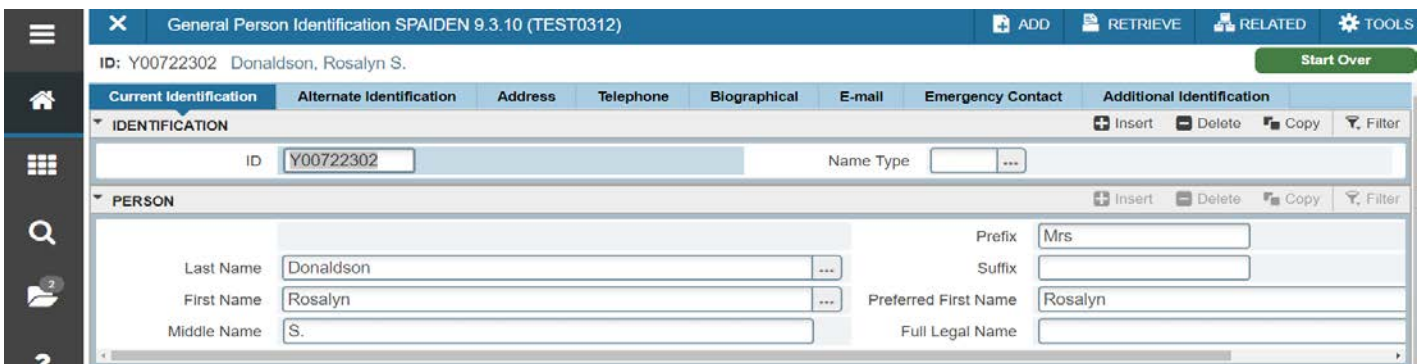 General Person Identification SPAIDEN 9.3.10 (TEST0312) ADD RETRIEVE RELATED TOOLS
ID: Y00722302 Donaldson, Rosalyn S. Start Over
Current Identification Alternate Identification Address Telephone Biographical E-mail Emergency Contact Additional Identification
IDENTIFICATION Insert Delete Copy Filter
ID Y00722302 Name Type ...
PERSON Insert Delete Copy Filter
Prefix Mrs
Last Name Donaldson ... Suffix
2
First Name Rosalyn ... Preferred First Name Rosalyn
Middle Name S. Full Legal Name
?